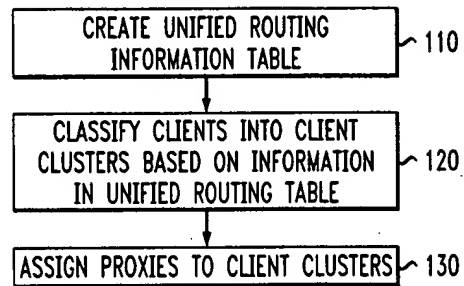 CREATE UNIFIED ROUTING
INFORMATION TABLE
110
CLASSIFY CLIENTS INTO CLIENT
CLUSTERS BASED ON INFORMATION
IN UNIFIED ROUTING TABLE
120
ASSIGN PROXIES TO CLIENT CLUSTERS
130